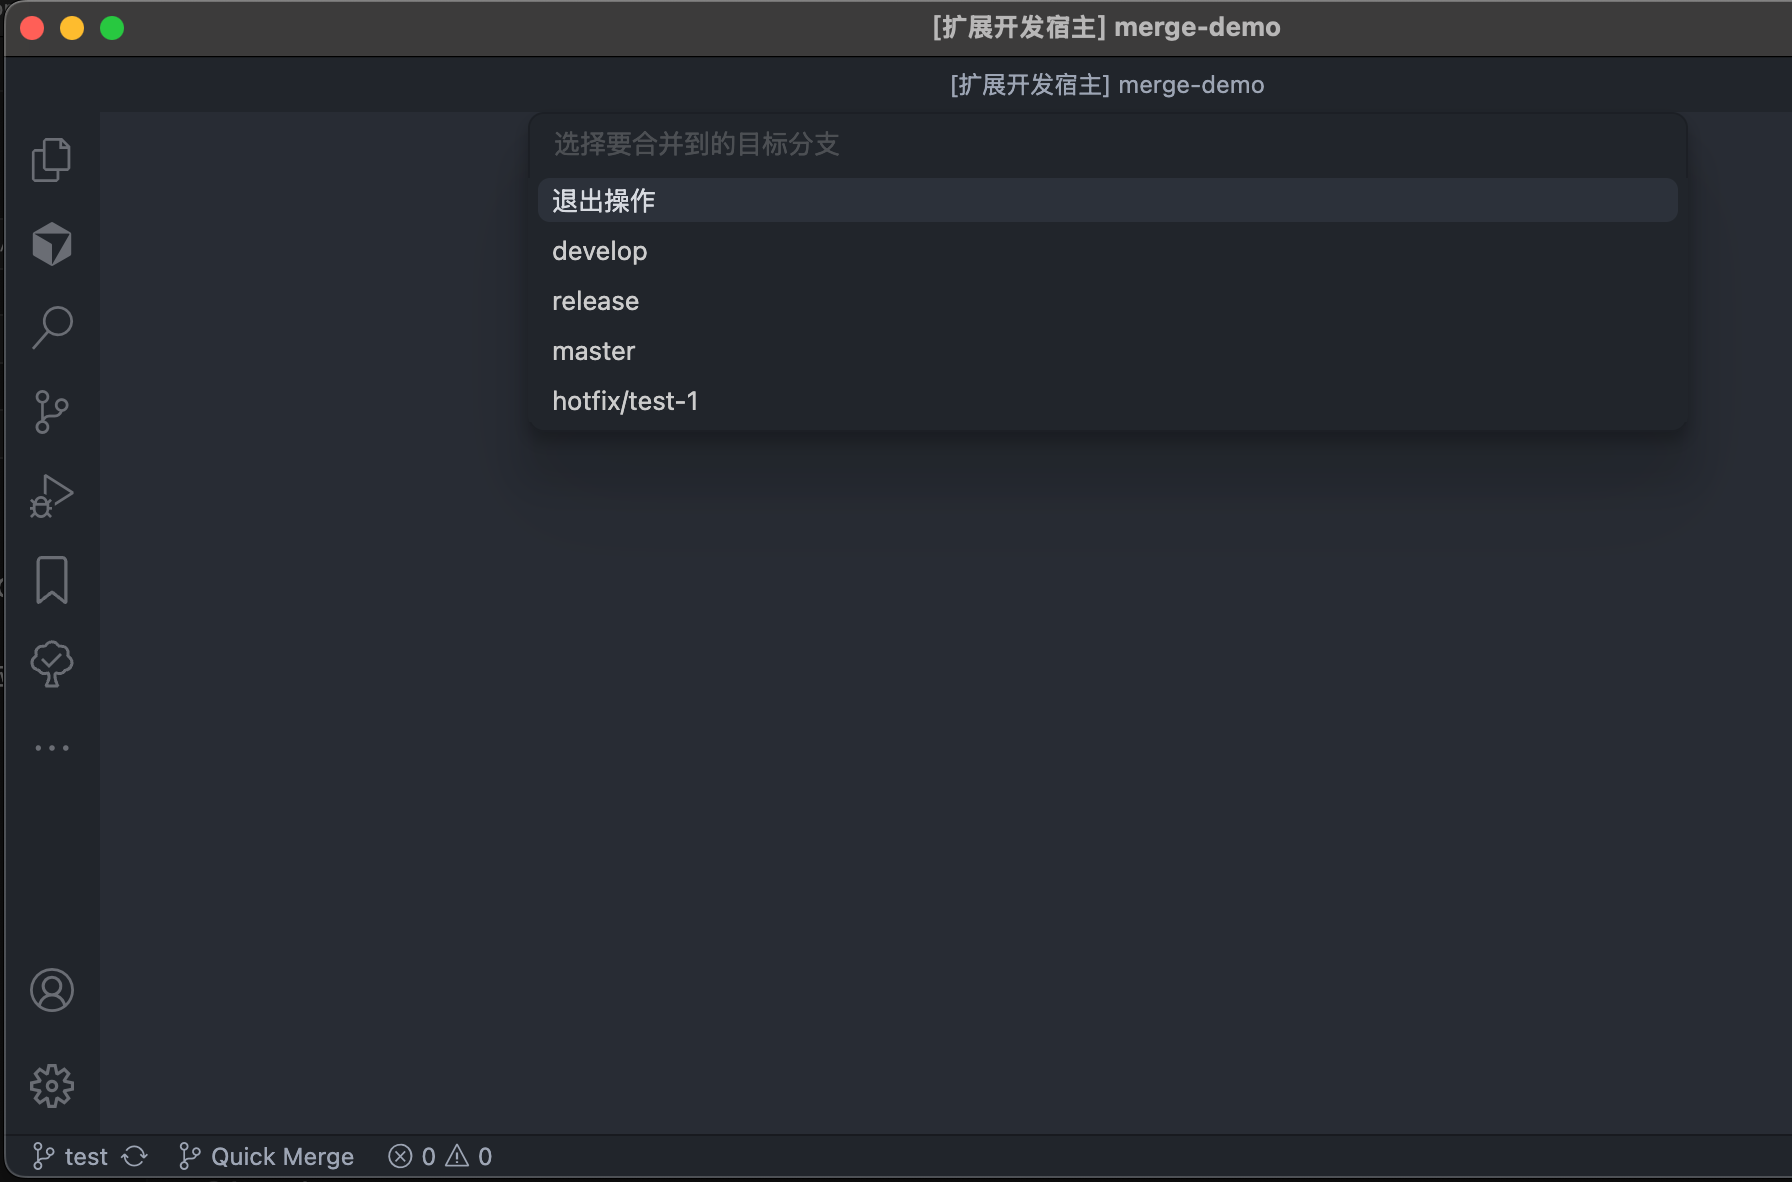 [扩展开发宿主] merge-demo
[扩展开发宿主] merge-demo
选择要合并到的目标分支
退出操作
develop
release
master
hotfix/test-1
test Quick Merge 0 0